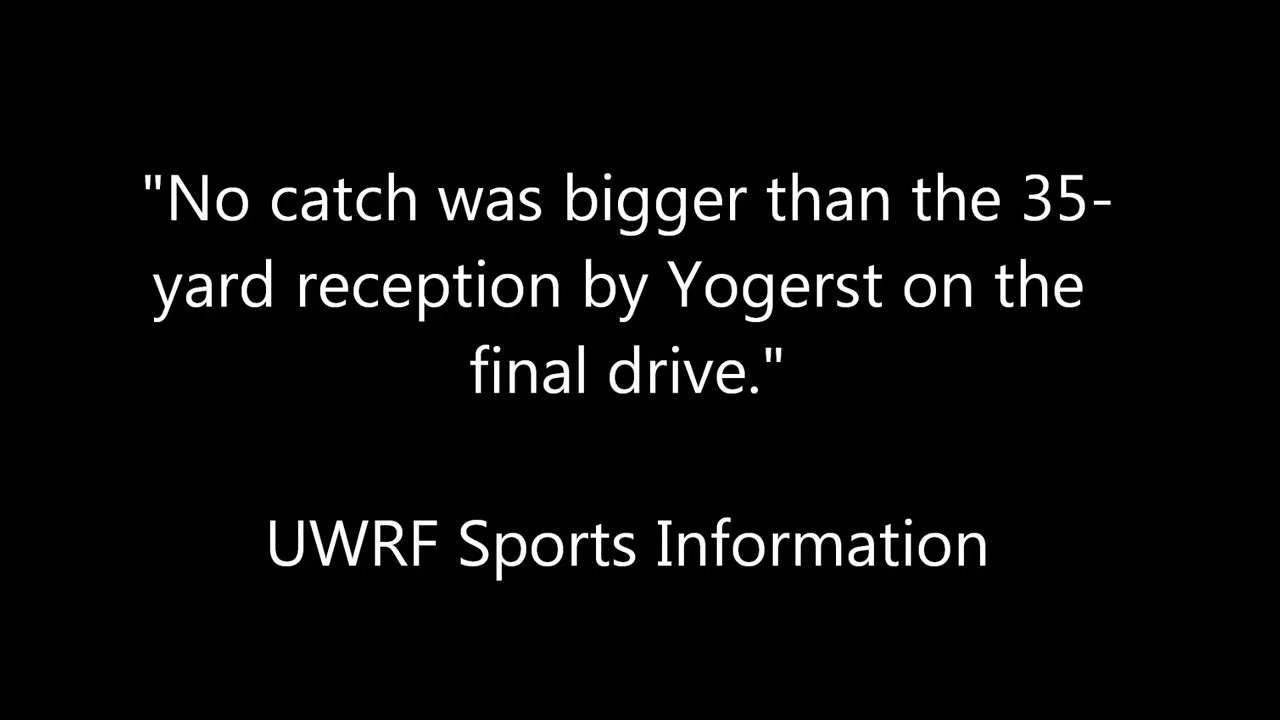 "No catch was bigger than the 35-
yard reception by Yogerst on the
final drive."
UWRF Sports Information